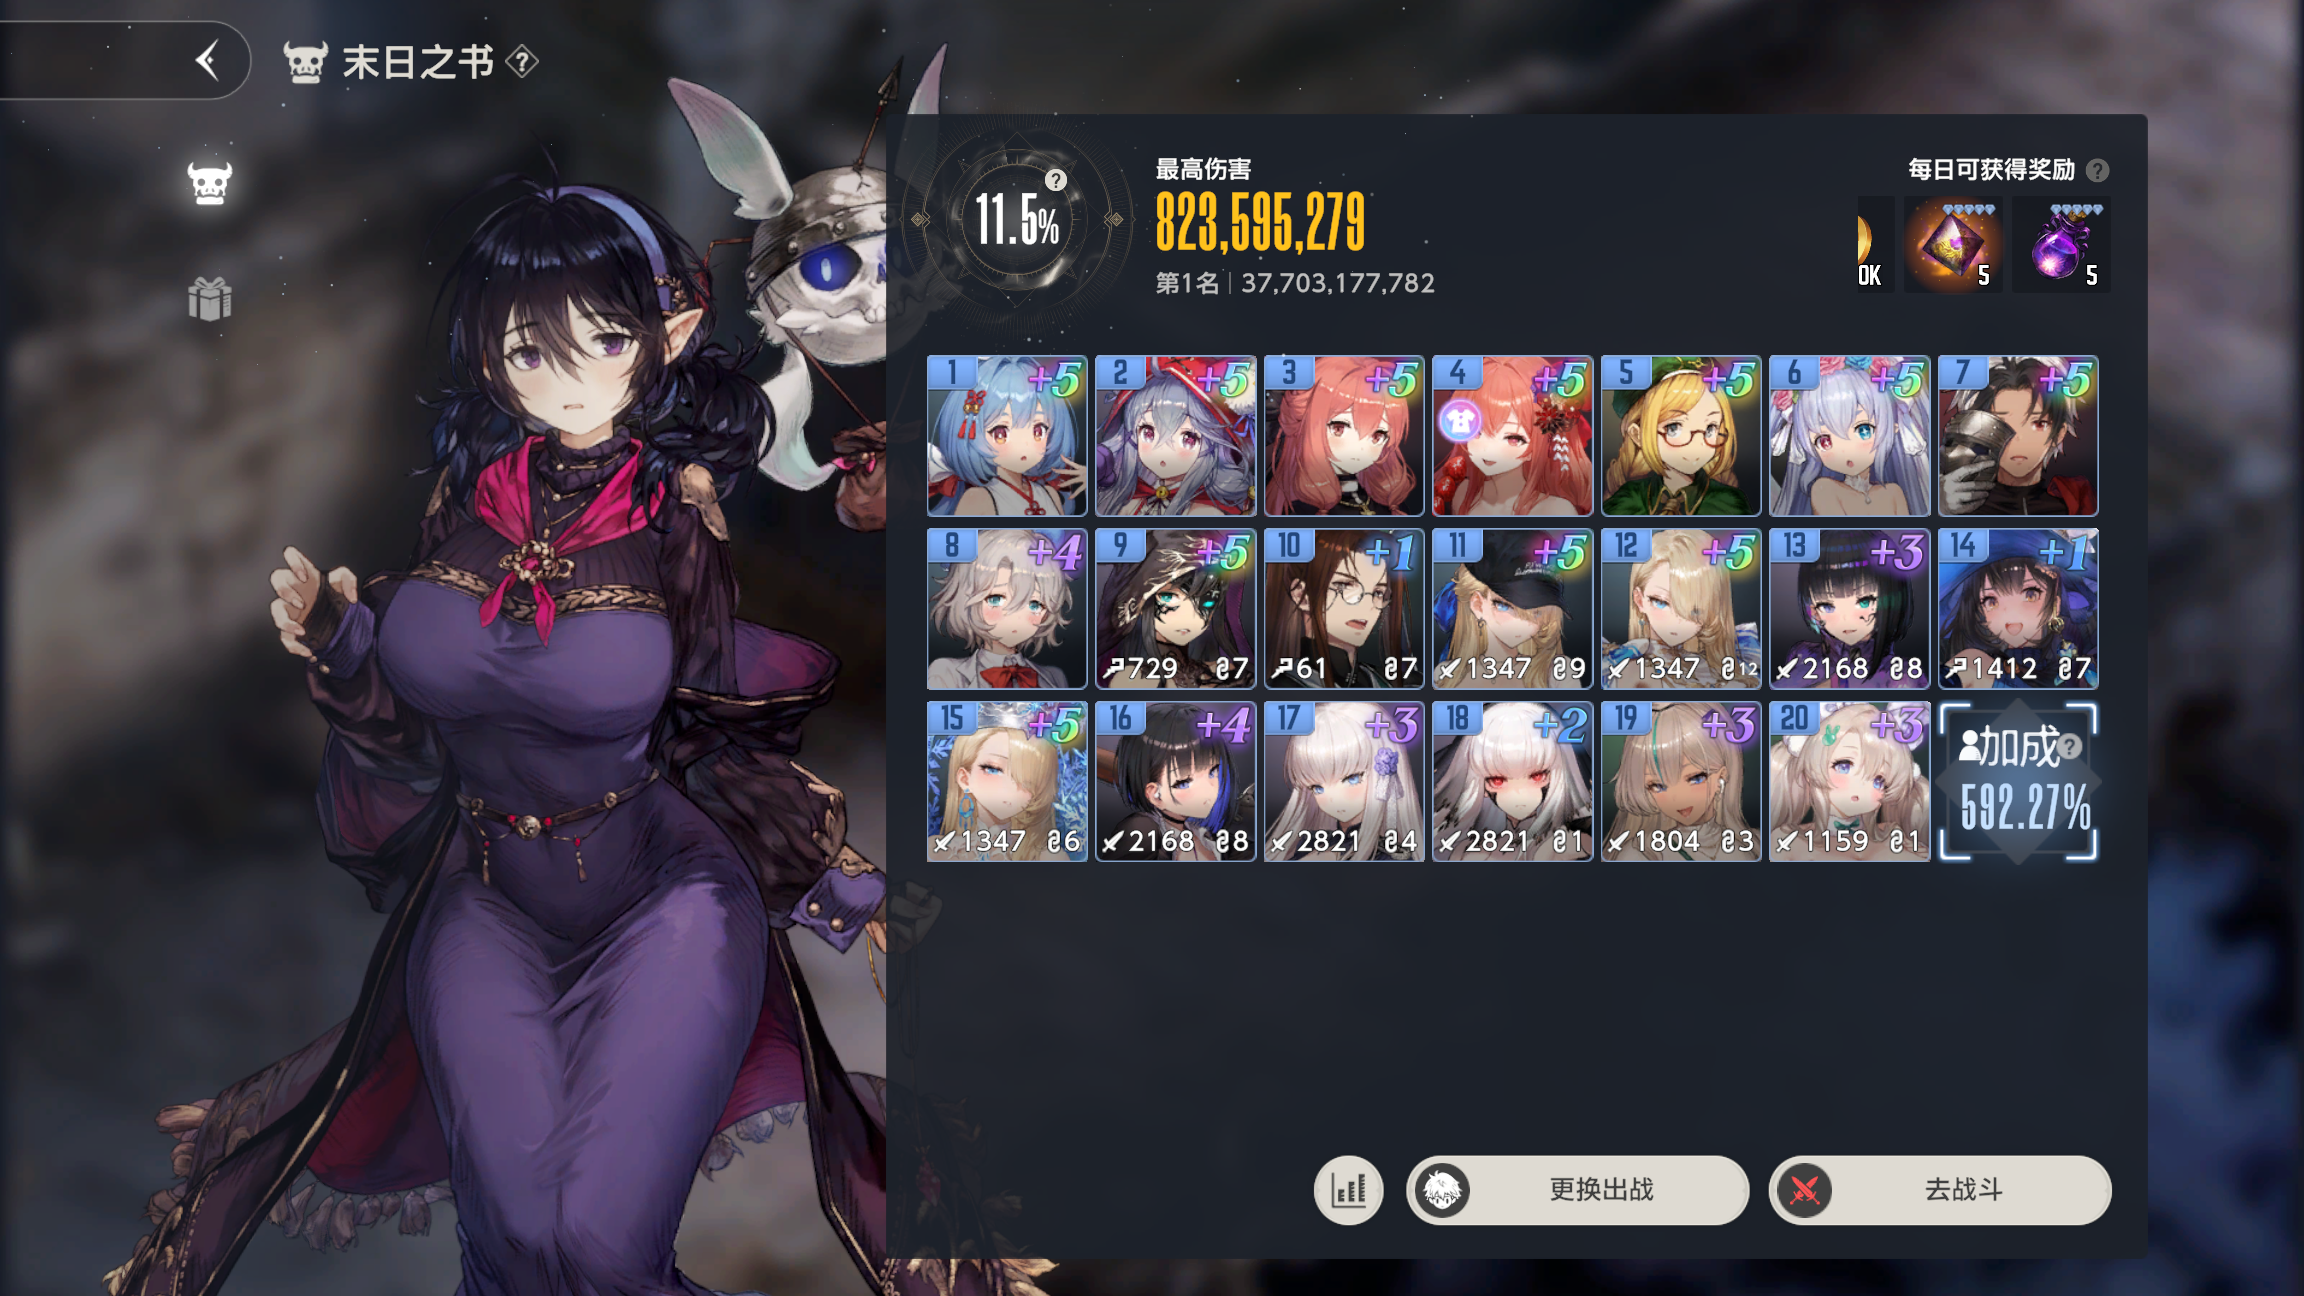 末日之书 ?
11.5% ?
最高伤害
823,595,279
第1名 | 37,703,177,782
每日可获得奖励 ?
0K 5 5
1 +5 2 +5 3 +5 4 +5 5 +5 6 +5 7 +5
8 +4 9 +5 10 +1 11 +5 12 +5 13 +3 14 +1
729 7 61 7 1347 9 1347 12 2168 8 1412 7
15 +5 16 +4 17 +3 18 +2 19 +3 20 +3
加成 ?
592.27%
1347 6 2168 8 2821 4 2821 1 1804 3 1159 1
更换出战
去战斗